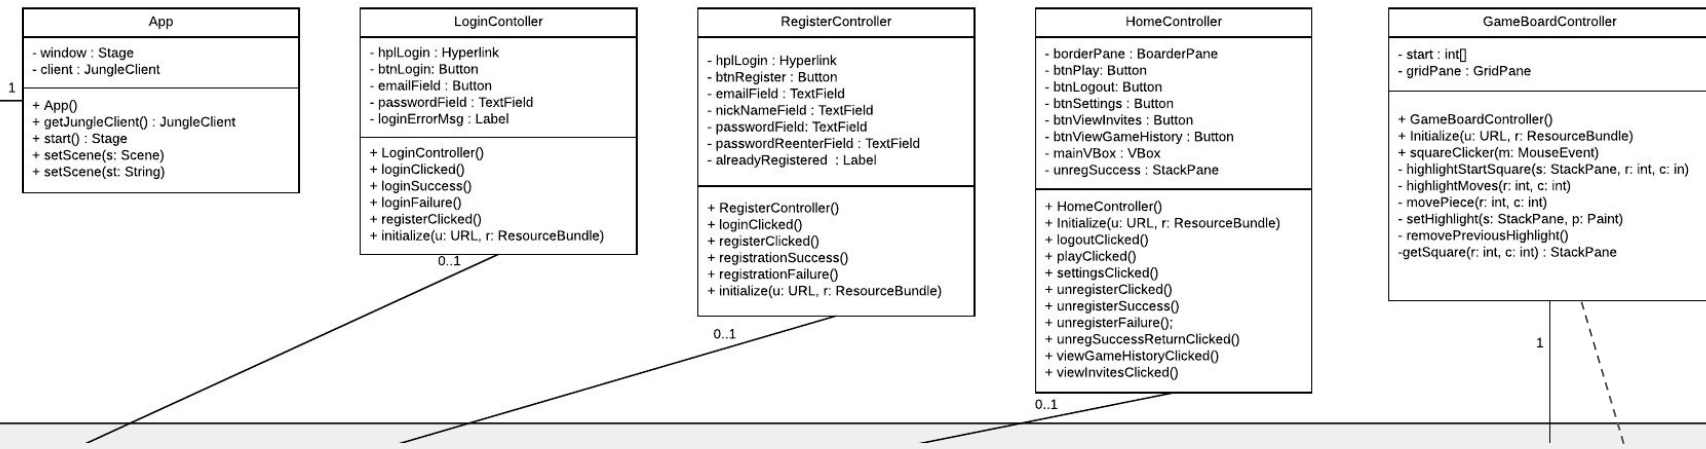 App
- window : Stage
- client : JungleClient
+ App()
+ getJungleClient() : JungleClient
+ start() : Stage
+ setScene(s: Scene)
+ setScene(st: String)
1
LoginContoller
- hplLogin : Hyperlink
- btnLogin: Button
- emailField : Button
- passwordField : TextField
- loginErrorMsg : Label
+ LoginController()
+ loginClicked()
+ loginSuccess()
+ loginFailure()
+ registerClicked()
+ initialize(u: URL, r: ResourceBundle)
0..1
RegisterController
- hplLogin : Hyperlink
- btnRegister : Button
- emailField : TextField
- nickNameField : TextField
- passwordField: TextField
- passwordReenterField : TextField
- alreadyRegistered : Label
+ RegisterController()
+ loginClicked()
+ registerClicked()
+ registrationSuccess()
+ registrationFailure()
+ initialize(u: URL, r: ResourceBundle)
0..1
HomeController
- borderPane : BoarderPane
- btnPlay: Button
- btnLogout: Button
- btnSettings : Button
- btnViewInvites : Button
- btnViewGameHistory : Button
- mainVBox : VBox
- unregSuccess : StackPane
+ HomeController()
+ Initialize(u: URL, r: ResourceBundle)
+ logoutClicked()
+ playClicked()
+ settingsClicked()
+ unregisterClicked()
+ unregisterSuccess()
+ unregisterFailure();
+ unregSuccessReturnClicked()
+ viewGameHistoryClicked()
+ viewInvitesClicked()
0..1
GameBoardController
- start : int[]
- gridPane : GridPane
+ GameBoardController()
+ Initialize(u: URL, r: ResourceBundle)
+ squareClicker(m: MouseEvent)
- highlightStartSquare(s: StackPane, r: int, c: in)
- highlightMoves(r: int, c: int)
- movePiece(r: int, c: int)
- setHighlight(s: StackPane, p: Paint)
- removePreviousHighlight()
-getSquare(r: int, c: int) : StackPane
1